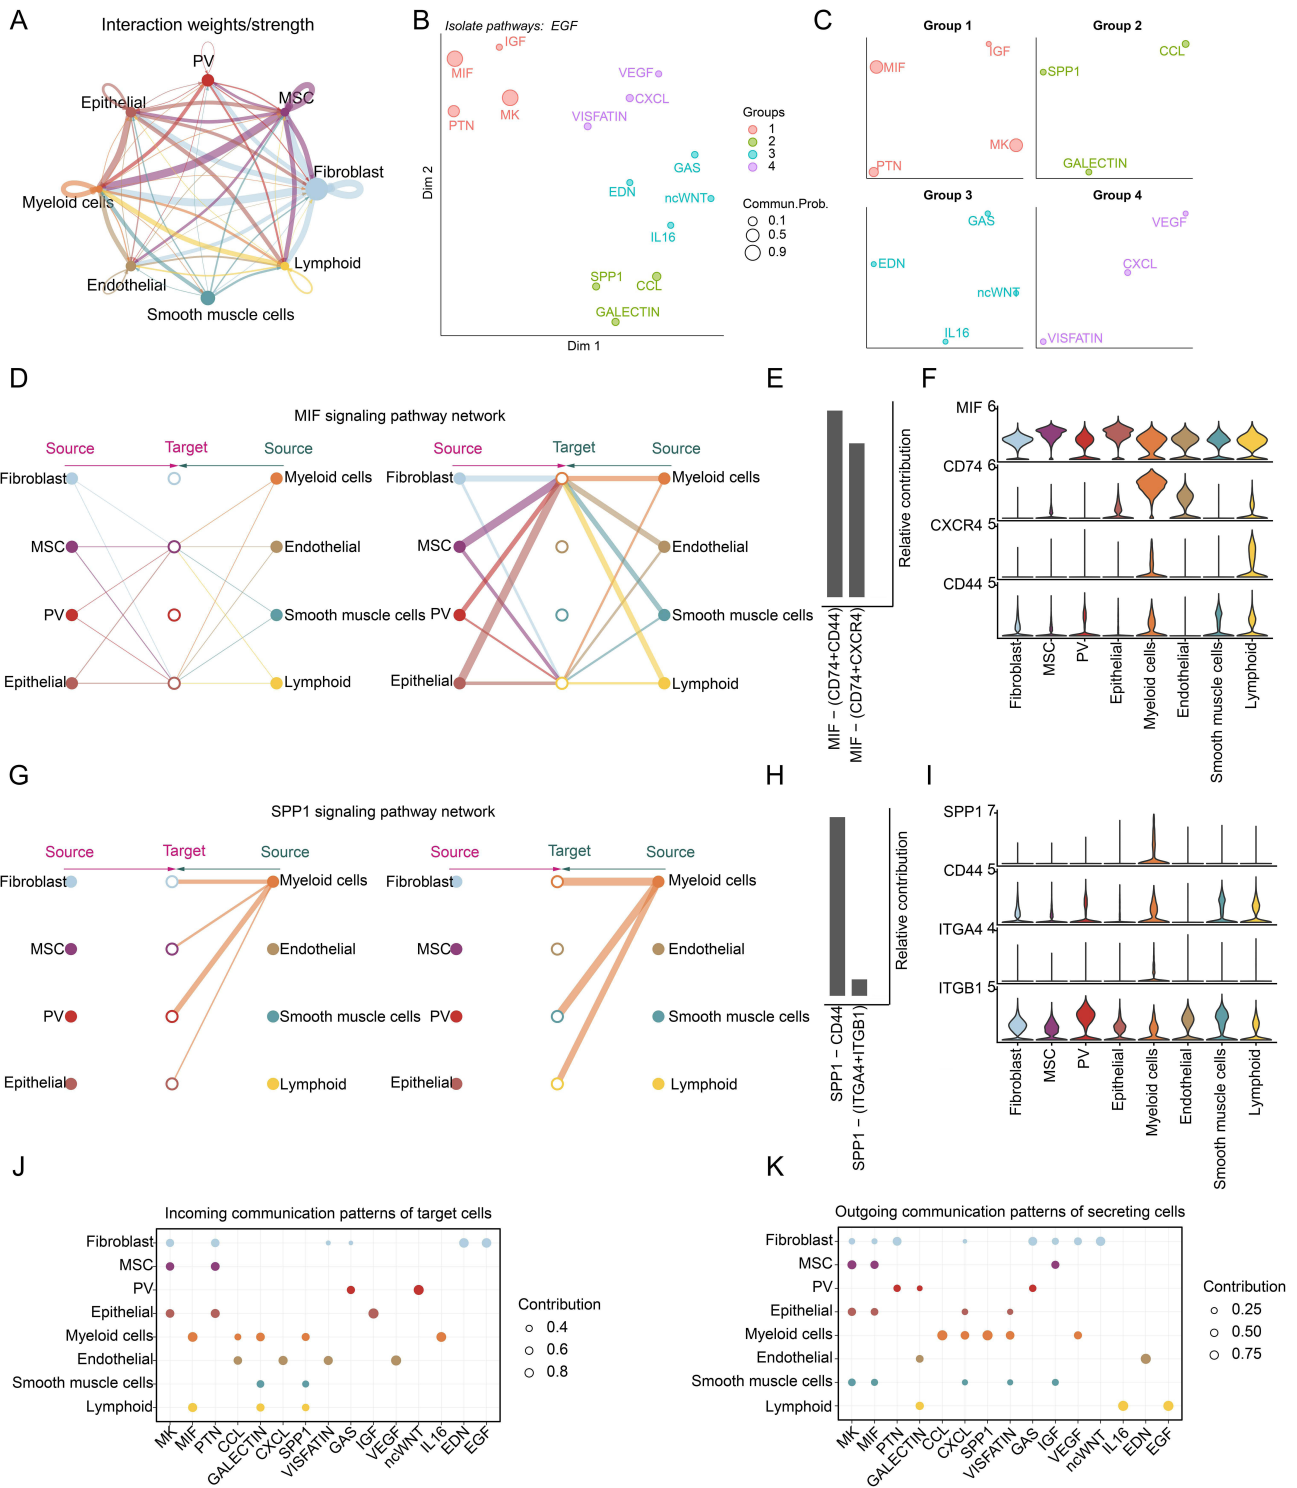 A
Interaction weights/strength
PV
Epithelial
MSC
Fibroblast
Myeloid cells
Lymphoid
Endothelial
Smooth muscle cells
B
Isolate pathways: EGF
IGF
MIF
VEGF
CXCL
MK
PTN
VISFATIN
GAS
EDN
ncWNT
IL16
SPP1
CCL
GALECTIN
Dim 1
Dim 2
Groups
1
2
3
4
Commun.Prob.
0.1
0.5
0.9
C
Group 1
IGF
MIF
MK
PTN
Group 2
CCL
SPP1
GALECTIN
Group 3
GAS
EDN
ncWNT
IL16
Group 4
VEGF
CXCL
VISFATIN
D
MIF signaling pathway network
Source Target Source Source Target Source
Fibroblast Myeloid cells Fibroblast Myeloid cells
MSC Endothelial MSC Endothelial
PV Smooth muscle cells PV Smooth muscle cells
Epithelial Lymphoid Epithelial Lymphoid
E
Relative contribution
MIF − (CD74+CD44)
MIF − (CD74+CXCR4)
F
MIF 6
CD74 6
CXCR4 5
CD44 5
Fibroblast
MSC
PV
Epithelial
Myeloid cells
Endothelial
Smooth muscle cells
Lymphoid
G
SPP1 signaling pathway network
Source Target Source Source Target Source
Fibroblast Myeloid cells Fibroblast Myeloid cells
MSC Endothelial MSC Endothelial
PV Smooth muscle cells PV Smooth muscle cells
Epithelial Lymphoid Epithelial Lymphoid
H
Relative contribution
SPP1 − CD44
SPP1 − (ITGA4+ITGB1)
I
SPP1 7
CD44 5
ITGA4 4
ITGB1 5
Fibroblast
MSC
PV
Epithelial
Myeloid cells
Endothelial
Smooth muscle cells
Lymphoid
J
Incoming communication patterns of target cells
Fibroblast
MSC
PV
Epithelial
Myeloid cells
Endothelial
Smooth muscle cells
Lymphoid
MK
MIF
PTN
CCL
GALECTIN
CXCL
SPP1
VISFATIN
GAS
IGF
VEGF
ncWNT
IL16
EDN
EGF
Contribution
0.4
0.6
0.8
K
Outgoing communication patterns of secreting cells
Fibroblast
MSC
PV
Epithelial
Myeloid cells
Endothelial
Smooth muscle cells
Lymphoid
MK
MIF
PTN
GALECTIN
CCL
CXCL
SPP1
VISFATIN
GAS
IGF
VEGF
ncWNT
IL16
EDN
EGF
Contribution
0.25
0.50
0.75